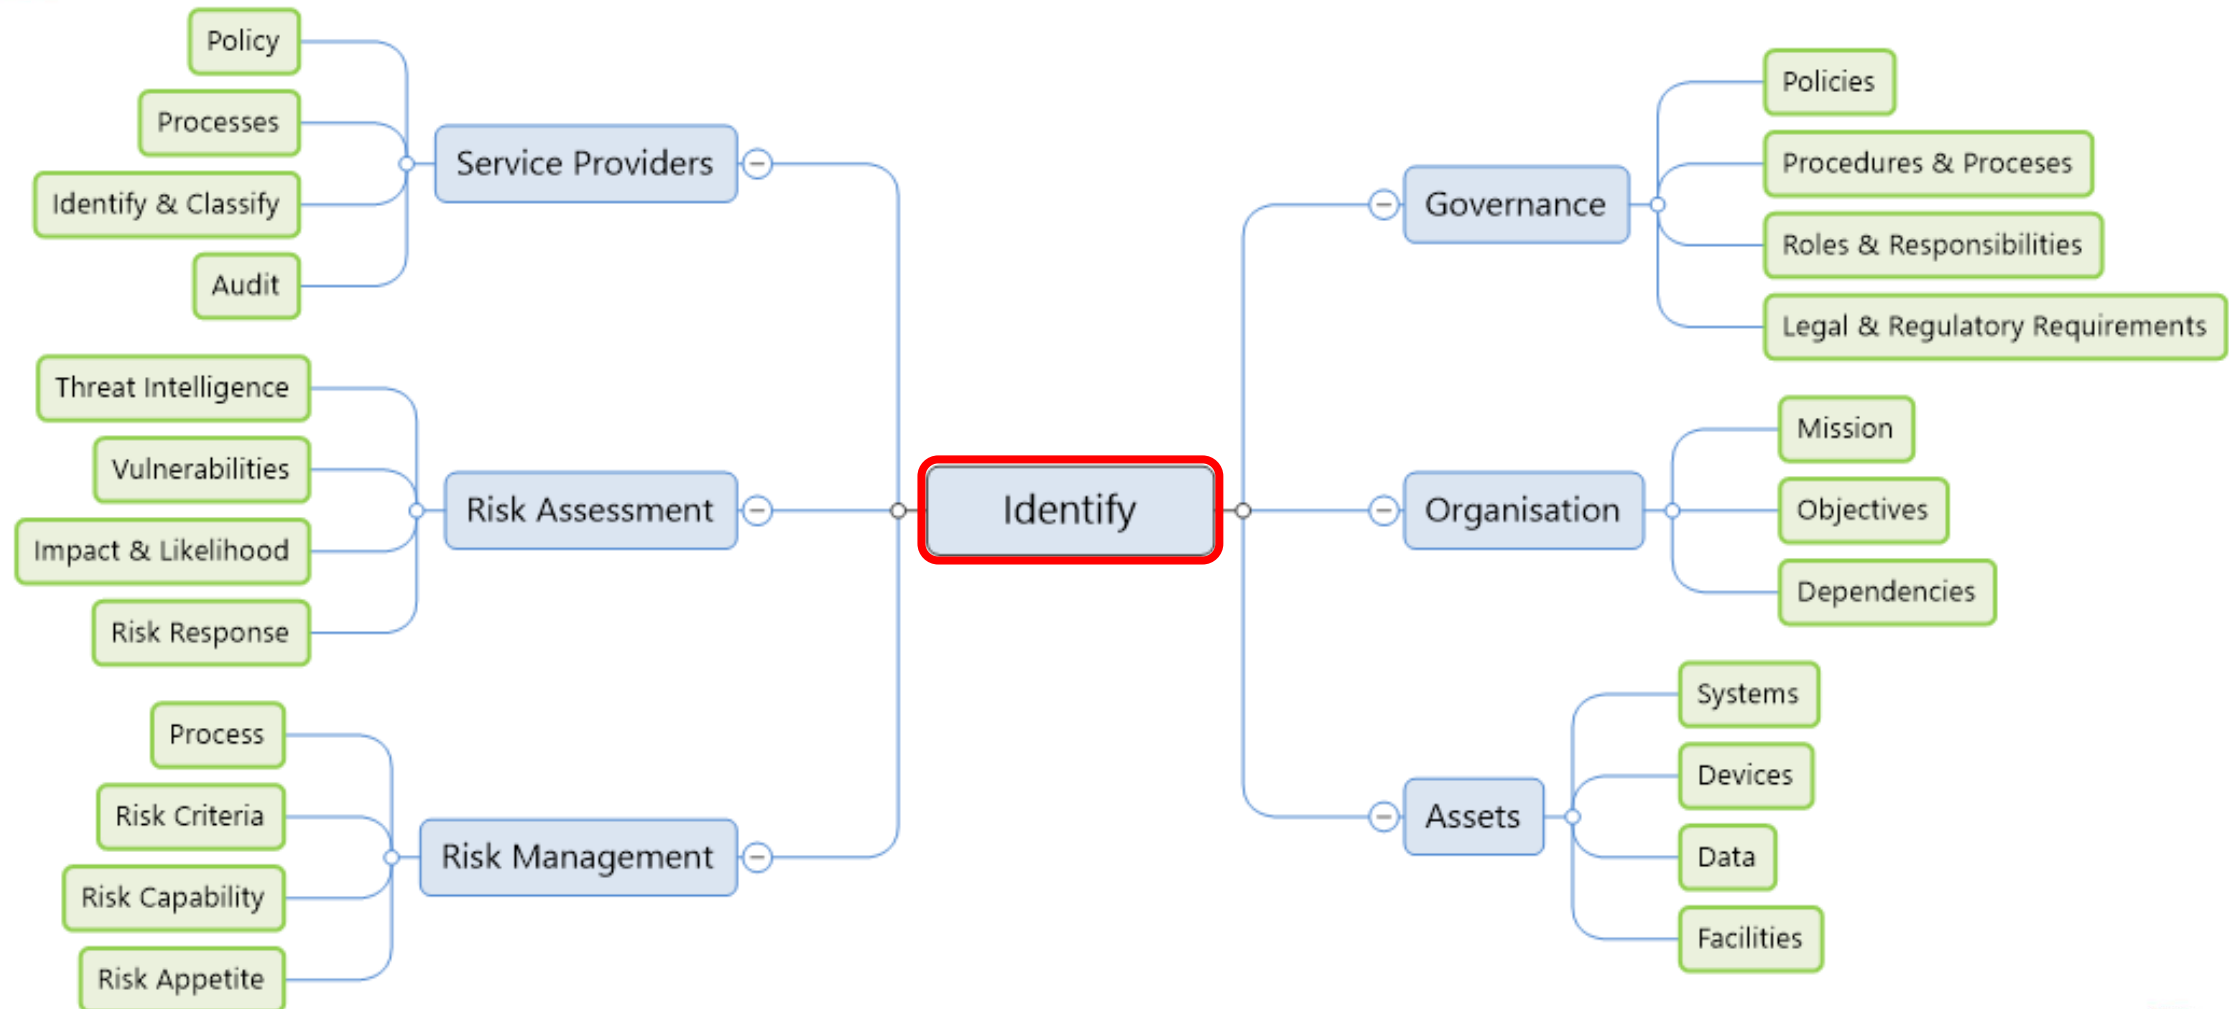 Policy
Processes
Service Providers
Identify & Classify
Audit
Threat Intelligence
Vulnerabilities
Risk Assessment
Impact & Likelihood
Risk Response
Process
Risk Criteria
Risk Management
Risk Capability
Risk Appetite
Identify
Governance
Policies
Procedures & Proceses
Roles & Responsibilities
Legal & Regulatory Requirements
Organisation
Mission
Objectives
Dependencies
Assets
Systems
Devices
Data
Facilities